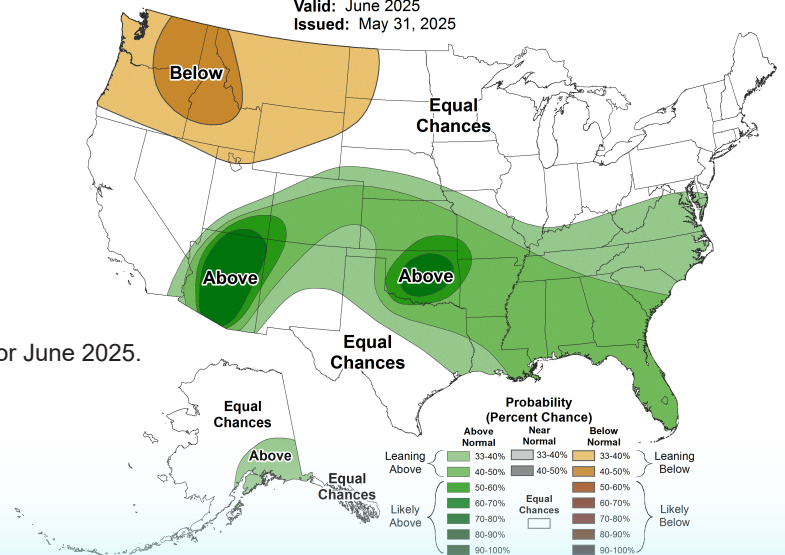 Valid: June 2025
Issued: May 31, 2025
Below
Equal
Chances
Above
Above
Equal
Chances
or June 2025.
Equal
Chances
Above
Equal
Chances
Probability
(Percent Chance)
Above
Normal
Near
Normal
Below
Normal
Leaning
Above
33-40%
33-40%
33-40%
Leaning
Below
40-50%
40-50%
40-50%
Likely
Above
50-60%
50-60%
60-70%
60-70%
Equal
Chances
70-80%
70-80%
Likely
Below
80-90%
80-90%
90-100%
90-100%